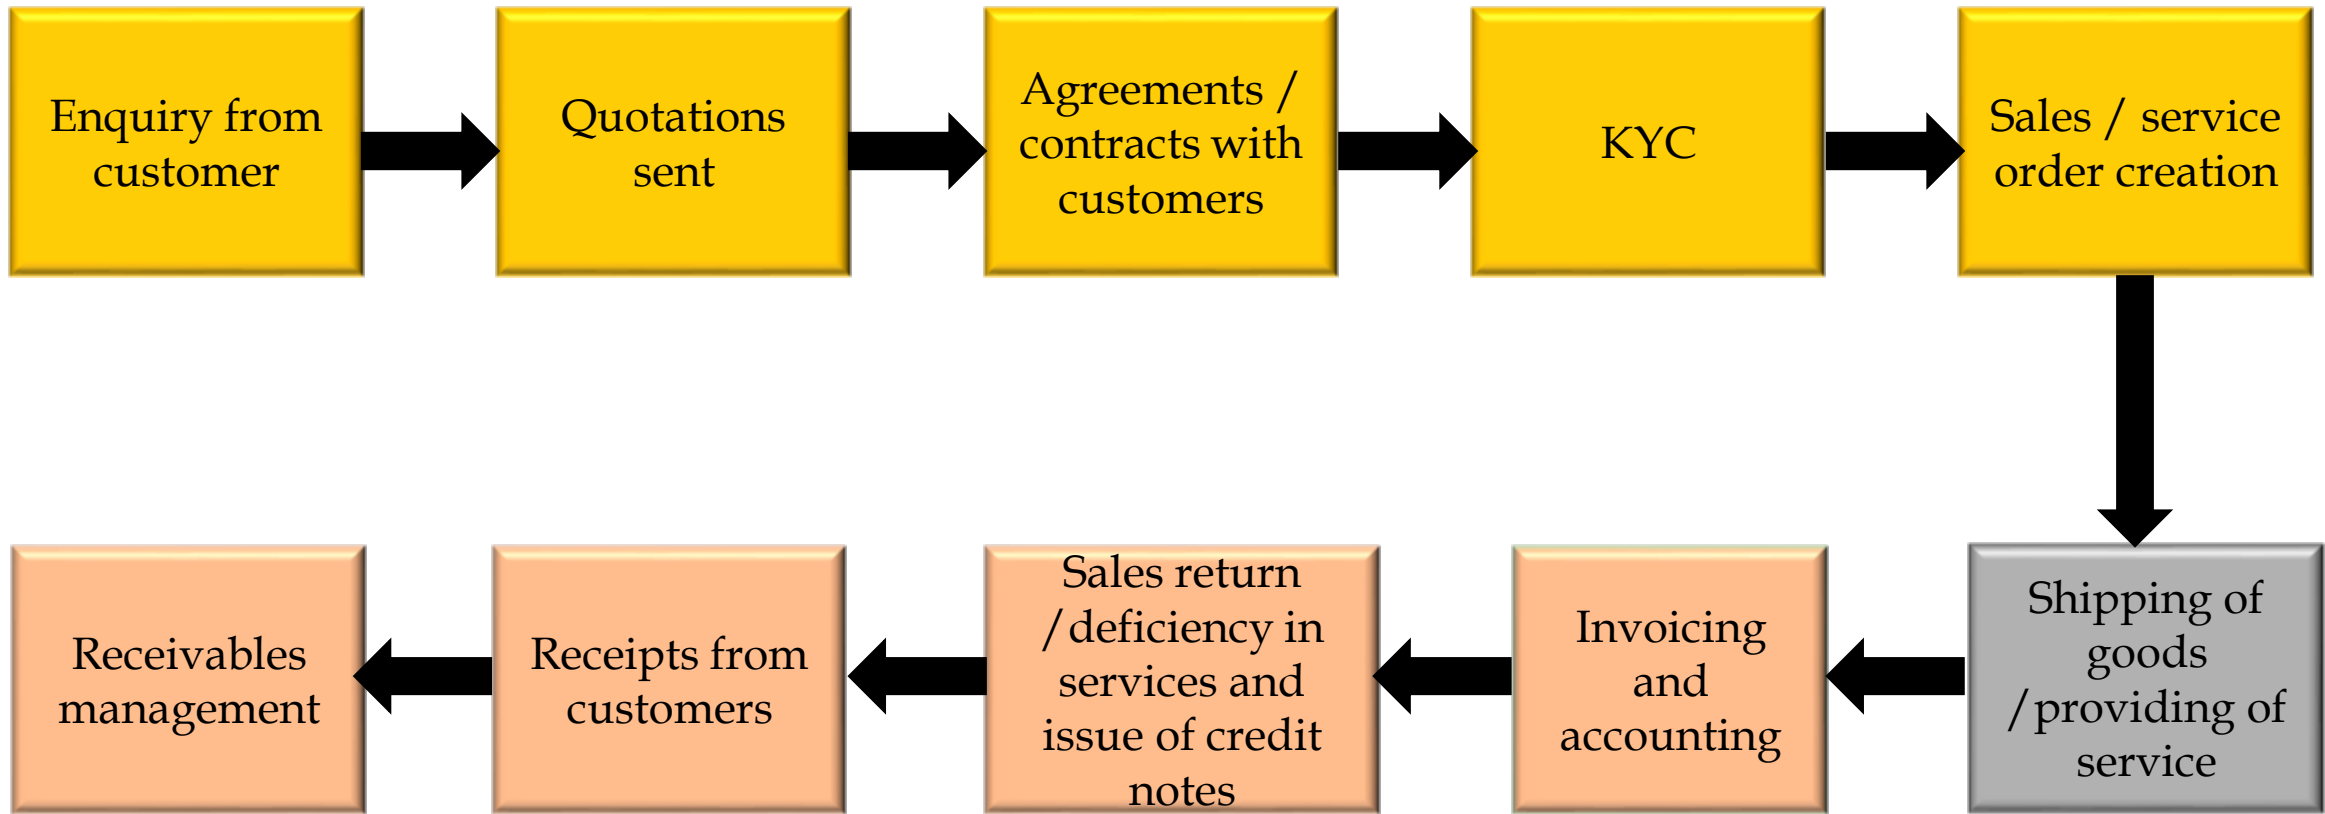 Enquiry from
customer
Quotations
sent
Agreements /
contracts with
customers
KYC
Sales / service
order creation
Shipping of
goods
/providing of
service
Invoicing
and
accounting
Sales return
/deficiency in
services and
issue of credit
notes
Receipts from
customers
Receivables
management